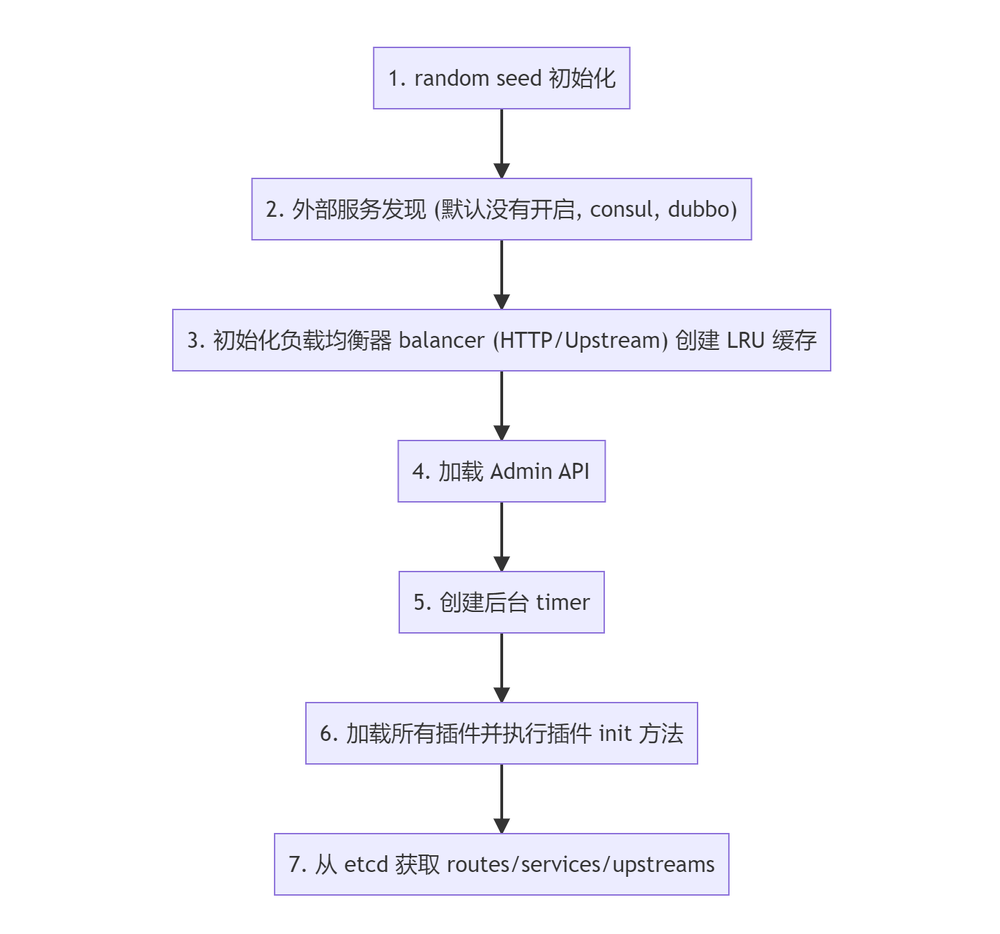 1. random seed 初始化
2. 外部服务发现 (默认没有开启, consul, dubbo)
3. 初始化负载均衡器 balancer (HTTP/Upstream) 创建 LRU 缓存
4. 加载 Admin API
5. 创建后台 timer
6. 加载所有插件并执行插件 init 方法
7. 从 etcd 获取 routes/services/upstreams